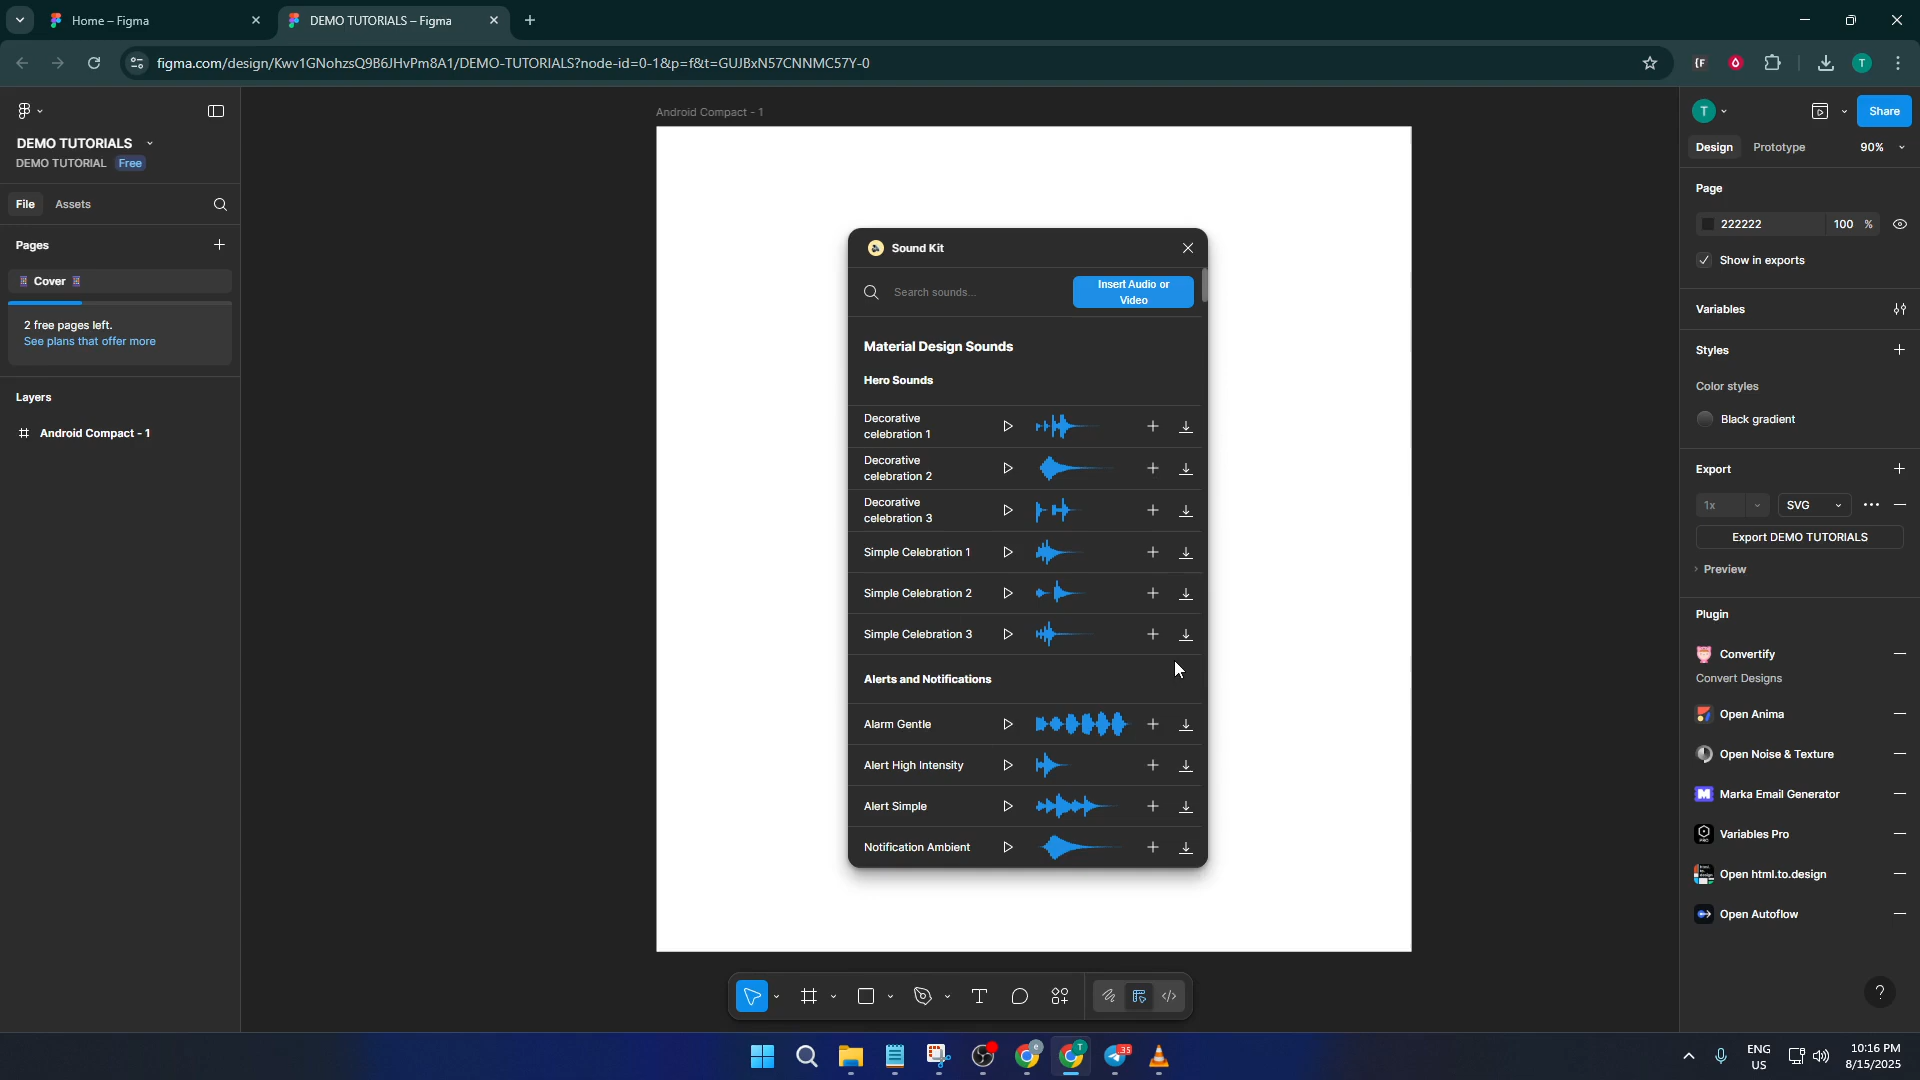 Home – Figma
DEMO TUTORIALS – Figma
figma.com/design/Kwv1GNohzsQ9B6JHvPm8A1/DEMO-TUTORIALS?node-id=0-1&p=f&t=GUJBxN57CNNMC57Y-0
T
DEMO TUTORIALS
DEMO TUTORIAL Free
File Assets
Pages
Cover
2 free pages left.
See plans that offer more
Layers
Android Compact - 1
Android Compact - 1
Sound Kit
Search sounds...
Insert Audio or
Video
Material Design Sounds
Hero Sounds
Decorative
celebration 1
Decorative
celebration 2
Decorative
celebration 3
Simple Celebration 1
Simple Celebration 2
Simple Celebration 3
Alerts and Notifications
Alarm Gentle
Alert High Intensity
Alert Simple
Notification Ambient
T
Share
Design Prototype 90%
Page
222222 100 %
Show in exports
Variables
Styles
Color styles
Black gradient
Export
1x SVG
Export DEMO TUTORIALS
Preview
Plugin
Convertify
Convert Designs
Open Anima
Open Noise & Texture
Marka Email Generator
Variables Pro
Open html.to.design
Open Autoflow
?
e
T
35
ENG
US
10:16 PM
8/15/2025